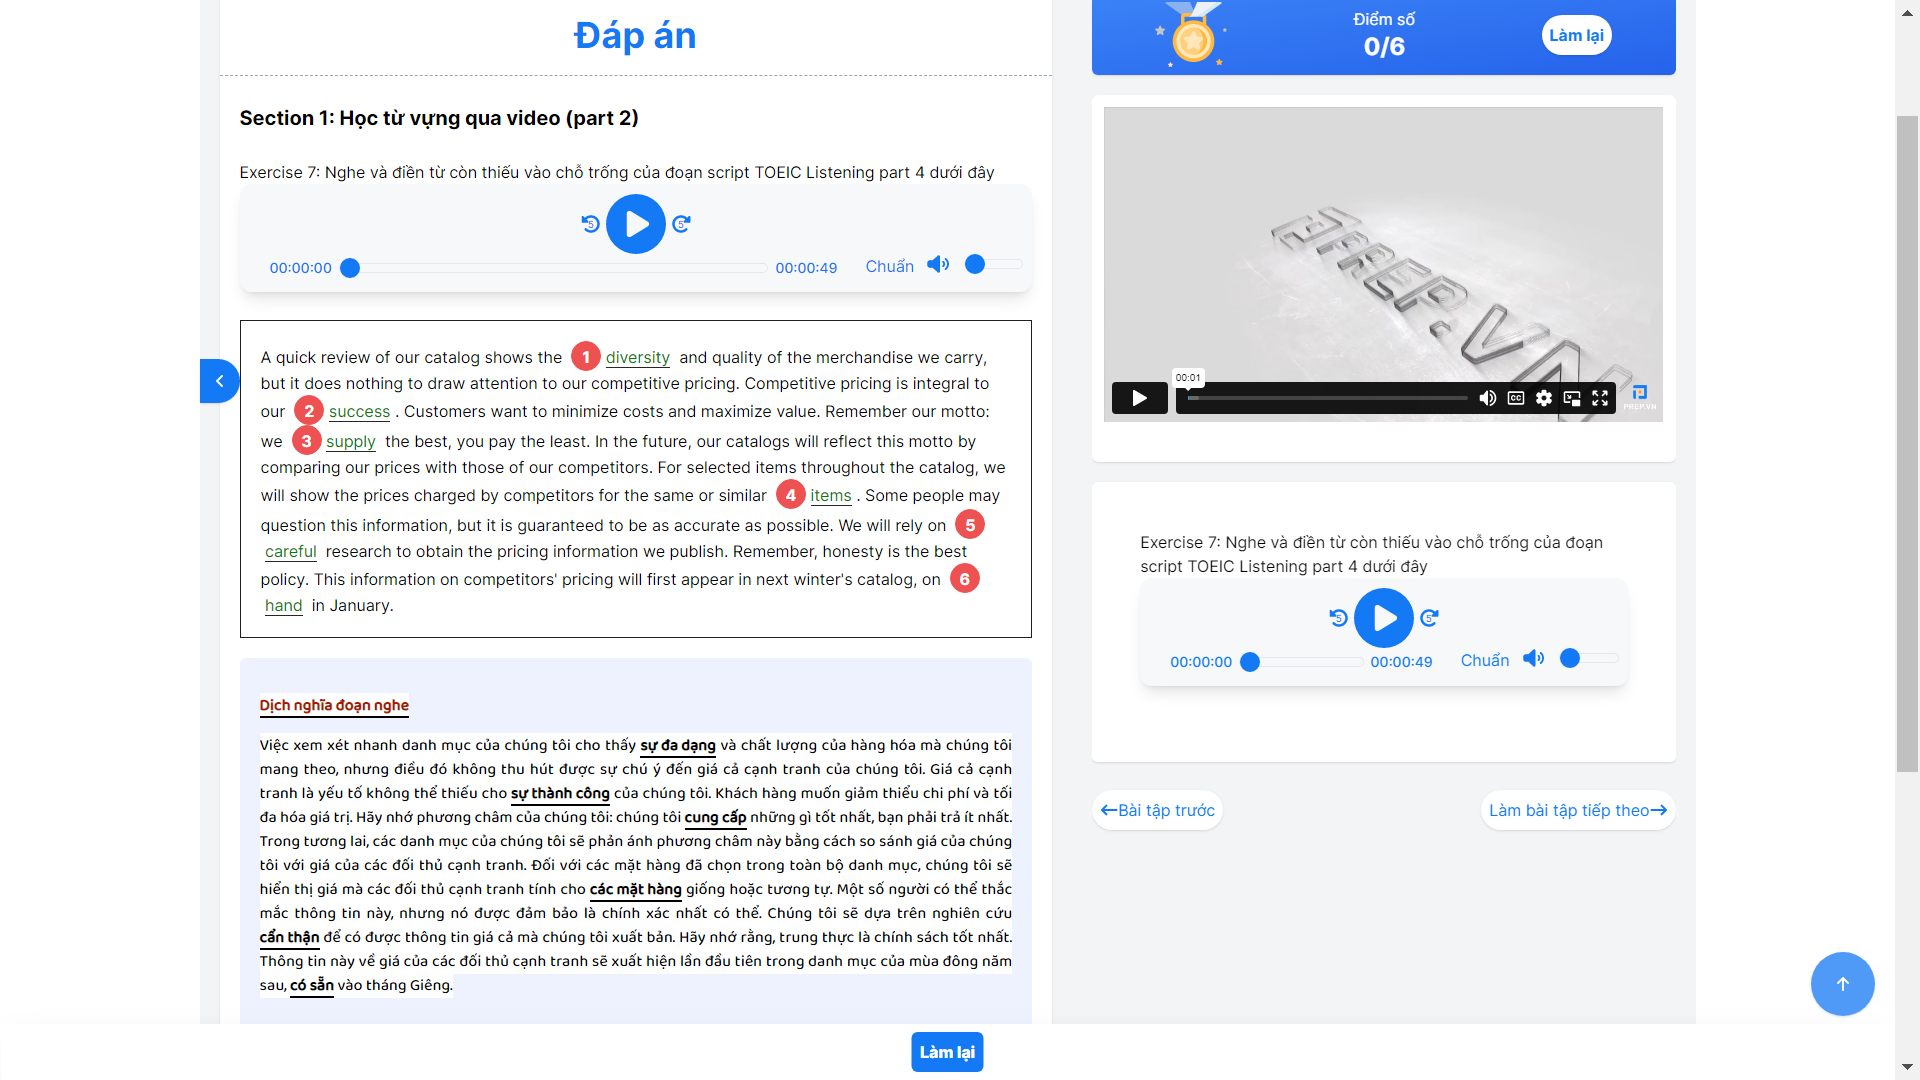 Đáp án
Section 1: Học từ vựng qua video (part 2)
Exercise 7: Nghe và điền từ còn thiếu vào chỗ trống của đoạn script TOEIC Listening part 4 dưới đây
5 5
00:00:00 00:00:49 Chuẩn
A quick review of our catalog shows the 1 diversity and quality of the merchandise we carry,
but it does nothing to draw attention to our competitive pricing. Competitive pricing is integral to
our 2 success . Customers want to minimize costs and maximize value. Remember our motto:
we 3 supply the best, you pay the least. In the future, our catalogs will reflect this motto by
comparing our prices with those of our competitors. For selected items throughout the catalog, we
will show the prices charged by competitors for the same or similar 4 items . Some people may
question this information, but it is guaranteed to be as accurate as possible. We will rely on 5
careful research to obtain the pricing information we publish. Remember, honesty is the best
policy. This information on competitors' pricing will first appear in next winter's catalog, on 6
hand in January.
Dịch nghĩa đoạn nghe
Việc xem xét nhanh danh mục của chúng tôi cho thấy sự đa dạng và chất lượng của hàng hóa mà chúng tôi
mang theo, nhưng điều đó không thu hút được sự chú ý đến giá cả cạnh tranh của chúng tôi. Giá cả cạnh
tranh là yếu tố không thể thiếu cho sự thành công của chúng tôi. Khách hàng muốn giảm thiểu chi phí và tối
đa hóa giá trị. Hãy nhớ phương châm của chúng tôi: chúng tôi cung cấp những gì tốt nhất, bạn phải trả ít nhất.
Trong tương lai, các danh mục của chúng tôi sẽ phản ánh phương châm này bằng cách so sánh giá của chúng
tôi với giá của các đối thủ cạnh tranh. Đối với các mặt hàng đã chọn trong toàn bộ danh mục, chúng tôi sẽ
hiển thị giá mà các đối thủ cạnh tranh tính cho các mặt hàng giống hoặc tương tự. Một số người có thể thắc
mắc thông tin này, nhưng nó được đảm bảo là chính xác nhất có thể. Chúng tôi sẽ dựa trên nghiên cứu
cẩn thận để có được thông tin giá cả mà chúng tôi xuất bản. Hãy nhớ rằng, trung thực là chính sách tốt nhất.
Thông tin này về giá của các đối thủ cạnh tranh sẽ xuất hiện lần đầu tiên trong danh mục của mùa đông năm
sau, có sẵn vào tháng Giêng.
Điểm số
0/6
Làm lại
PREP.VN
00:01
CC
PREP.VN
Exercise 7: Nghe và điền từ còn thiếu vào chỗ trống của đoạn
script TOEIC Listening part 4 dưới đây
5 5
00:00:00 00:00:49 Chuẩn
Bài tập trước
Làm bài tập tiếp theo
Làm lại